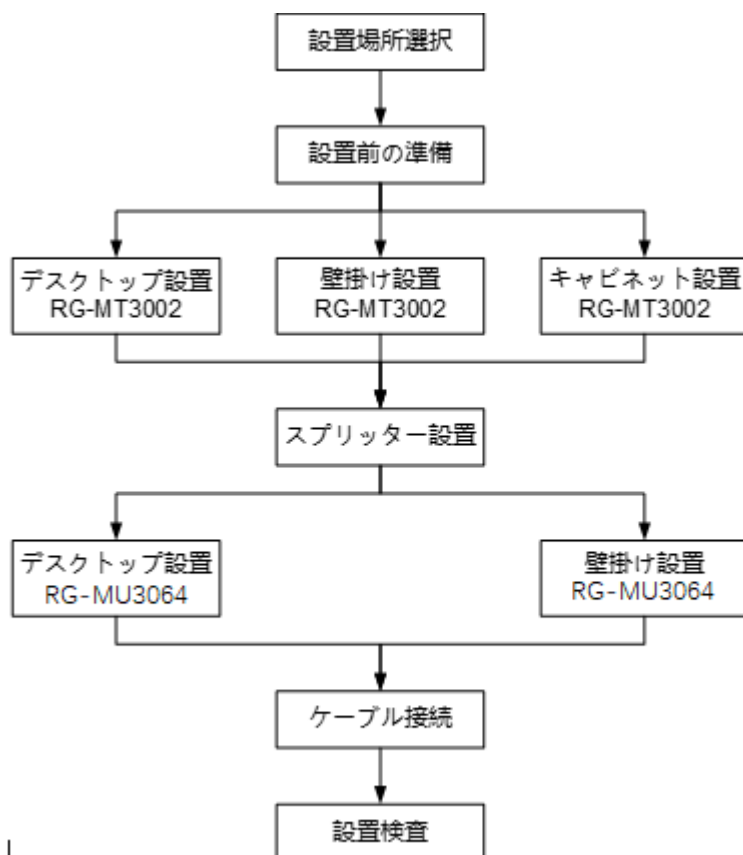 設置場所選択
設置前の準備
デスクトップ設置
RG-MT3002
壁掛け設置
RG-MT3002
キャビネット設置
RG-MT3002
スプリッター設置
デスクトップ設置
RG-MU3064
壁掛け設置
RG-MU3064
ケーブル接続
設置検査